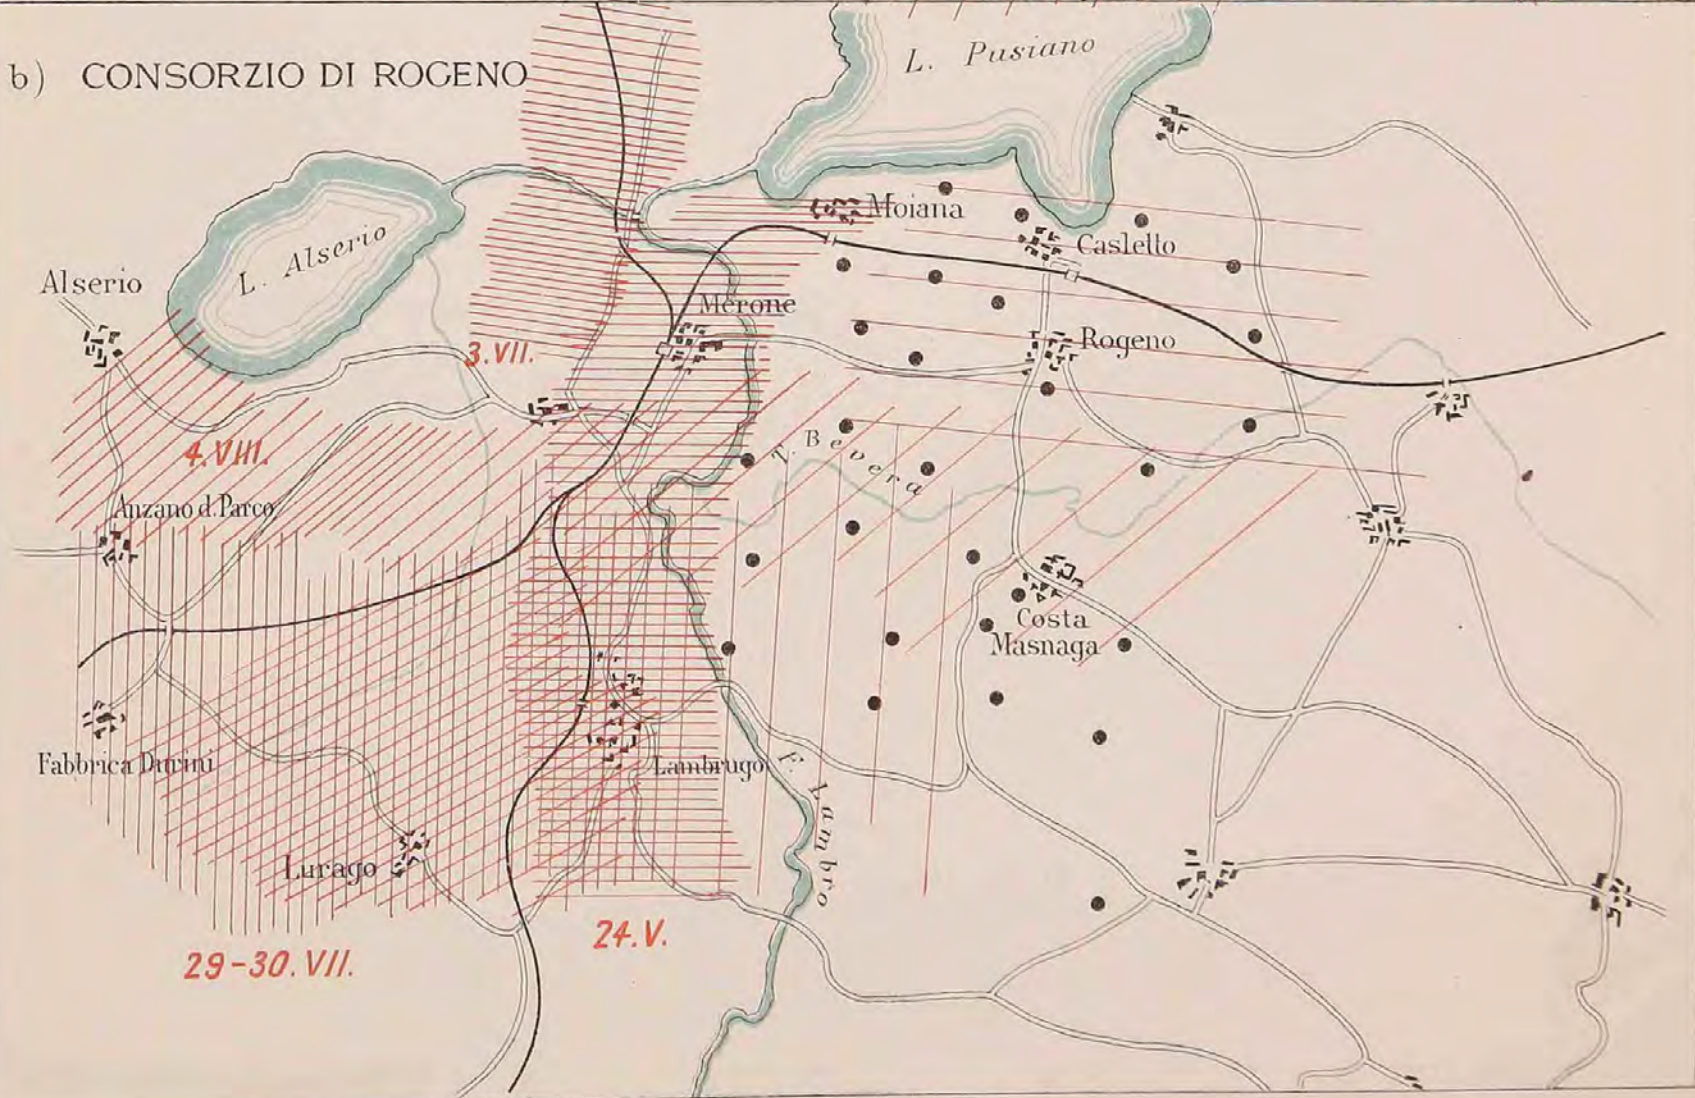 b) CONSORZIO DI ROGENO
L. Pusiano
L. Alserio
Moiana
Casletto
Alserio
Merone
3.VII.
Rogeno
4.VIII.
T. Bevera
Anzano d. Parco
Costa
Masnaga
Fabbrica Durini
Lambrugo
F. Lambro
Lurago
24.V.
29-30.VII.